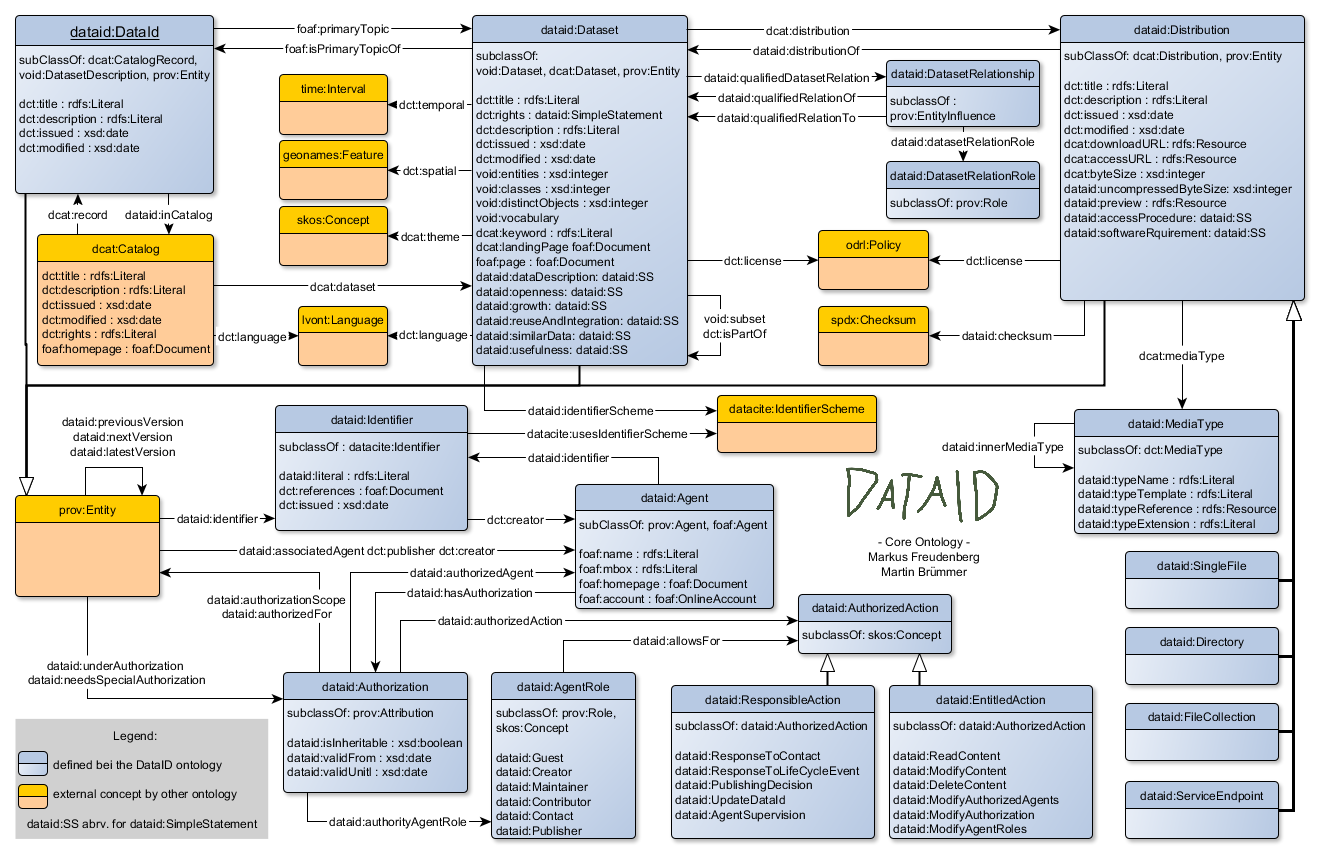 dataid:DataId
subClassOf: dcat:CatalogRecord,
void:DatasetDescription, prov:Entity
dct:title : rdfs:Literal
dct:description : rdfs:Literal
dct:issued : xsd:date
dct:modified : xsd:date
foaf:primaryTopic
foaf:isPrimaryTopicOf
dataid:Dataset
subclassOf:
void:Dataset, dcat:Dataset, prov:Entity
dct:title : rdfs:Literal
dct:rights : dataid:SimpleStatement
dct:description : rdfs:Literal
dct:issued : xsd:date
dct:modified : xsd:date
void:entities : xsd:integer
void:classes : xsd:integer
void:distinctObjects : xsd:integer
void:vocabulary
dcat:keyword : rdfs:Literal
dcat:landingPage foaf:Document
foaf:page : foaf:Document
dataid:dataDescription: dataid:SS
dataid:openness: dataid:SS
dataid:growth: dataid:SS
dataid:reuseAndIntegration: dataid:SS
dataid:similarData: dataid:SS
dataid:usefulness: dataid:SS
dcat:distribution
dataid:distributionOf
dataid:qualifiedDatasetRelation
dataid:qualifiedRelationOf
dataid:qualifiedRelationTo
dataid:DatasetRelationship
subclassOf :
prov:EntityInfluence
dataid:datasetRelationRole
dataid:DatasetRelationRole
subclassOf: prov:Role
dataid:Distribution
subClassOf: dcat:Distribution, prov:Entity
dct:title : rdfs:Literal
dct:description : rdfs:Literal
dct:issued : xsd:date
dct:modified : xsd:date
dcat:downloadURL: rdfs:Resource
dcat:accessURL : rdfs:Resource
dcat:byteSize : xsd:integer
dataid:uncompressedByteSize: xsd:integer
dataid:preview : rdfs:Resource
dataid:accessProcedure: dataid:SS
dataid:softwareRquirement: dataid:SS
time:Interval
dct:temporal
geonames:Feature
dct:spatial
skos:Concept
dcat:theme
dcat:record
dataid:inCatalog
dcat:Catalog
dct:title : rdfs:Literal
dct:description : rdfs:Literal
dct:issued : xsd:date
dct:modified : xsd:date
dct:rights : rdfs:Literal
foaf:homepage : foaf:Document
dcat:dataset
dct:language
lvont:Language
dct:language
dct:license
odrl:Policy
dct:license
void:subset
dct:isPartOf
spdx:Checksum
dataid:checksum
dcat:mediaType
dataid:identifierScheme
datacite:usesIdentifierScheme
datacite:IdentifierScheme
dataid:innerMediaType
dataid:MediaType
subclassOf: dct:MediaType
dataid:typeName : rdfs:Literal
dataid:typeTemplate : rdfs:Literal
dataid:typeReference : rdfs:Resource
dataid:typeExtension : rdfs:Literal
dataid:previousVersion
dataid:nextVersion
dataid:latestVersion
prov:Entity
dataid:identifier
dataid:Identifier
subclassOf : datacite:Identifier
dataid:literal : rdfs:Literal
dct:references : foaf:Document
dct:issued : xsd:date
dataid:identifier
dct:creator
dataid:Agent
subClassOf: prov:Agent, foaf:Agent
foaf:name : rdfs:Literal
foaf:mbox : rdfs:Literal
foaf:homepage : foaf:Document
foaf:account : foaf:OnlineAccount
DATAID
- Core Ontology -
Markus Freudenberg
Martin Brümmer
dataid:associatedAgent dct:publisher dct:creator
dataid:authorizedAgent
dataid:hasAuthorization
dataid:authorizationScope
dataid:authorizedFor
dataid:authorizedAction
dataid:allowsFor
dataid:AuthorizedAction
subclassOf: skos:Concept
dataid:underAuthorization
dataid:needsSpecialAuthorization
dataid:Authorization
subclassOf: prov:Attribution
dataid:isInheritable : xsd:boolean
dataid:validFrom : xsd:date
dataid:validUnitl : xsd:date
dataid:authorityAgentRole
dataid:AgentRole
subclassOf: prov:Role,
skos:Concept
dataid:Guest
dataid:Creator
dataid:Maintainer
dataid:Contributor
dataid:Contact
dataid:Publisher
dataid:ResponsibleAction
subclassOf: dataid:AuthorizedAction
dataid:ResponseToContact
dataid:ResponseToLifeCycleEvent
dataid:PublishingDecision
dataid:UpdateDataId
dataid:AgentSupervision
dataid:EntitledAction
subclassOf: dataid:AuthorizedAction
dataid:ReadContent
dataid:ModifyContent
dataid:DeleteContent
dataid:ModifyAuthorizedAgents
dataid:ModifyAuthorization
dataid:ModifyAgentRoles
dataid:SingleFile
dataid:Directory
dataid:FileCollection
dataid:ServiceEndpoint
Legend:
defined bei the DataID ontology
external concept by other ontology
dataid:SS abrv. for dataid:SimpleStatement